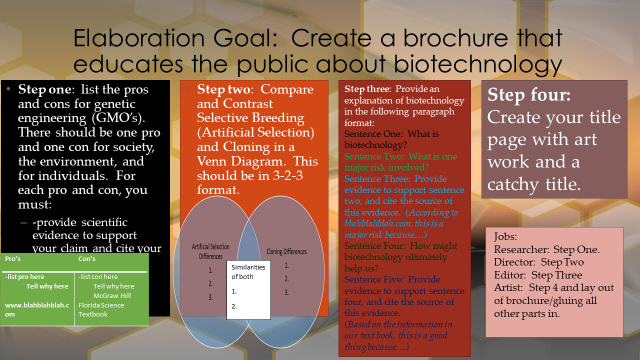 Elaboration Goal:  Create a brochure that
educates the public about biotechnology
• Step one:  list the pros
and cons for genetic
engineering (GMO's).
There should be one pro
and one con for society,
the environment, and
for individuals.  For
each pro and con, you
must:
– -provide scientific
evidence to support
your claim and cite your
Pro's
Con's
-list pro here
Tell why here
www.blahblahblah.c
om
-list con here
Tell why here
McGraw Hill
Florida Science
Textbook
Step two:  Compare
and Contrast
Selective Breeding
(Artificial Selection)
and Cloning in a
Venn Diagram.  This
should be in 3-2-3
format.
Artificial Selection
Differences
1.
2.
3.
Similarities
of both
1.
2.
Cloning Differences
1.
2.
3.
Step three:  Provide an
explanation of biotechnology
in the following paragraph
format:
Sentence One:  What is
biotechnology?
Sentence Two:  What is one
major risk involved?
Sentence Three:  Provide
evidence to support sentence
two, and cite the source of
this evidence.  (According to
blahblahblah.com, this is a
major risk because…)
Sentence Four:  How might
biotechnology ultimately
help us?
Sentence Five:  Provide
evidence to support sentence
four, and cite the source of
this evidence.
(Based on the information in
our text book, this is a good
thing because….)
Step four:
Create your title
page with art
work and a
catchy title.
Jobs:
Researcher:  Step One.
Director:  Step Two
Editor:  Step Three
Artist:  Step 4 and lay out
of brochure/gluing all
other parts in.